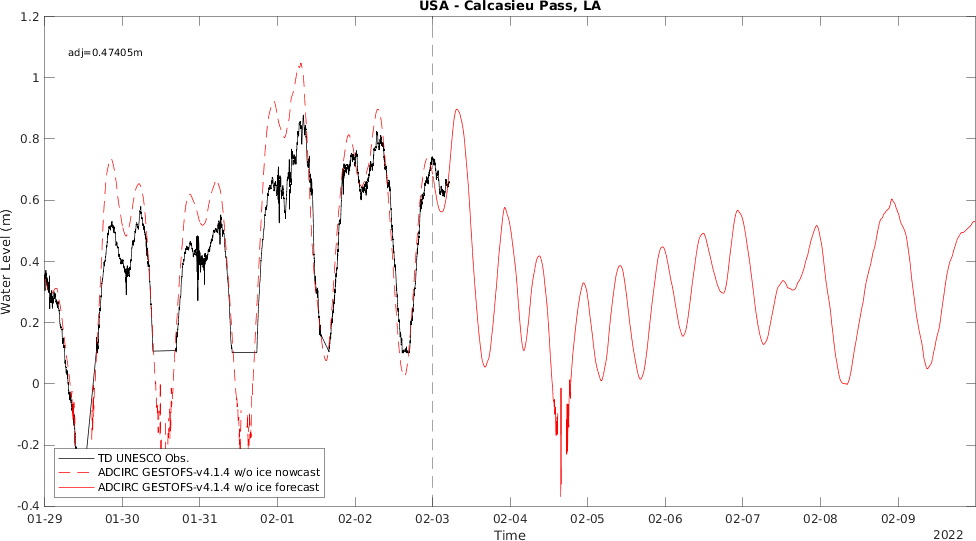 USA - Calcasieu Pass, LA
adj=0.47405m
1.2
1
0.8
0.6
0.4
0.2
0
-0.2
-0.4
Water Level (m)
TD UNESCO Obs.
ADCIRC GESTOFS-v4.1.4 w/o ice nowcast
ADCIRC GESTOFS-v4.1.4 w/o ice forecast
01-29 01-30 01-31 02-01 02-02 02-03 02-04 02-05 02-06 02-07 02-08 02-09
Time
2022